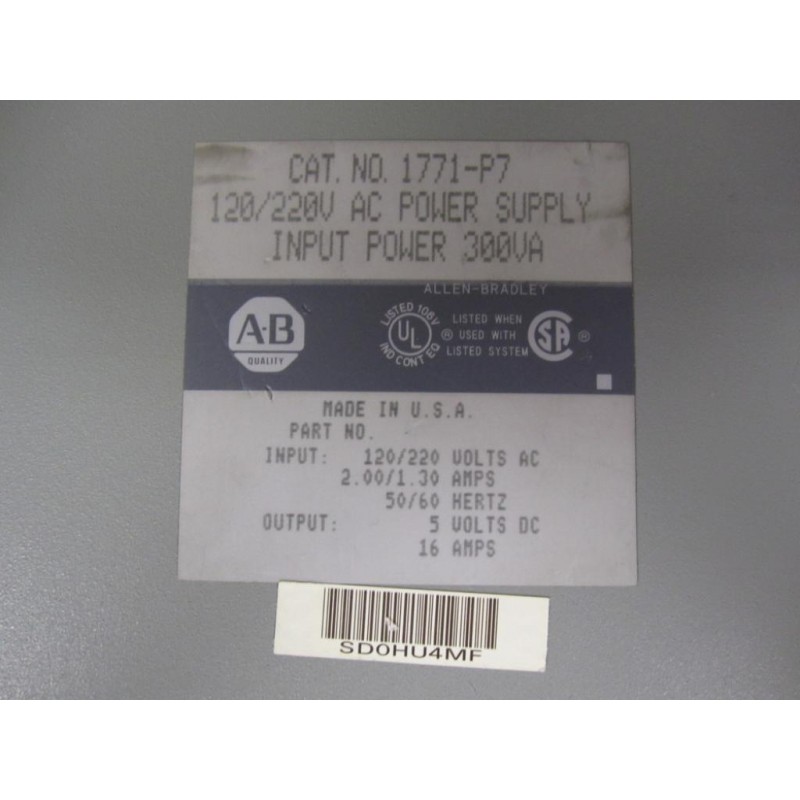 CAT. NO. 1771-P7
120/220V AC POWER SUPPLY
INPUT POWER 300VA
ALLEN-BRADLEY
A-B
QUALITY
LISTED 106V
UL
IND CONT EQ
®
LISTED WHEN
USED WITH
LISTED SYSTEM
SA
®
MADE IN U.S.A.
PART NO.
INPUT: 120/220 VOLTS AC
2.00/1.30 AMPS
50/60 HERTZ
OUTPUT: 5 VOLTS DC
16 AMPS
SD0HU4MF